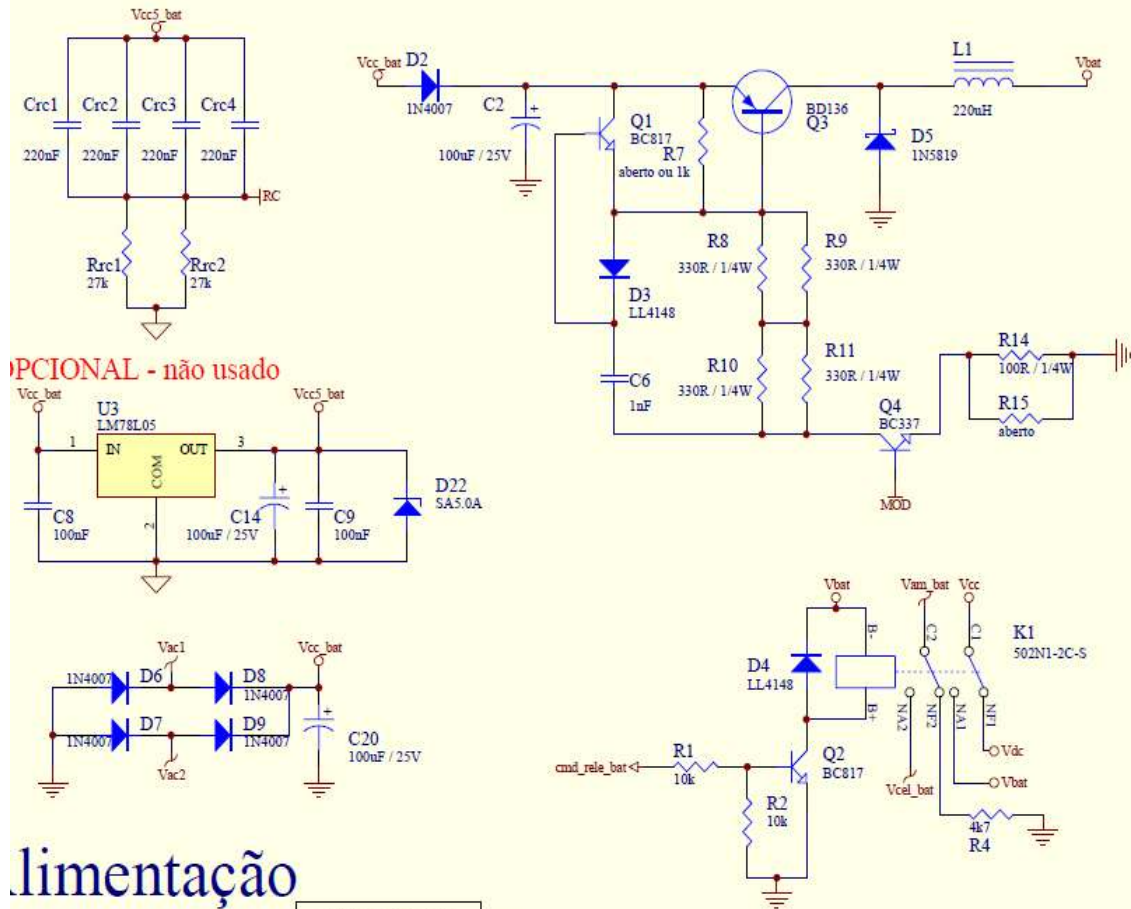 Vcc5_bat
Crc1 Crc2 Crc3 Crc4
220nF 220nF 220nF 220nF
RC
Rrc1
27k
Rrc2
27k
Vcc_bat
D2
1N4007
C2
100uF / 25V
Q1
BC817
R7
aberto ou 1k
BD136
Q3
D5
1N5819
L1
220uH
Vbat
R8
330R / 1/4W
R9
330R / 1/4W
D3
LL4148
C6
1nF
R10
330R / 1/4W
R11
330R / 1/4W
Q4
BC337
MOD
R14
100R / 1/4W
R15
aberto
OPCIONAL - não usado
Vcc_bat
Vcc5_bat
U3
LM78L05
1 IN OUT 3
COM
2
C8
100nF
C14
100uF / 25V
C9
100nF
D22
SA5.0A
Vac1
Vcc_bat
1N4007 D6 D8
1N4007
D7 D9
1N4007 1N4007
Vac2
C20
100uF / 25V
Vbat
Vam_bat
Vcc
B-
C2
C1
K1
502N1-2C-S
D4
LL4148
B+
NA2
NF2
NA1
NF1
Vdc
Vbat
Vcel_bat
4k7
R4
cmd_rele_bat
R1
10k
Q2
BC817
R2
10k
limentação